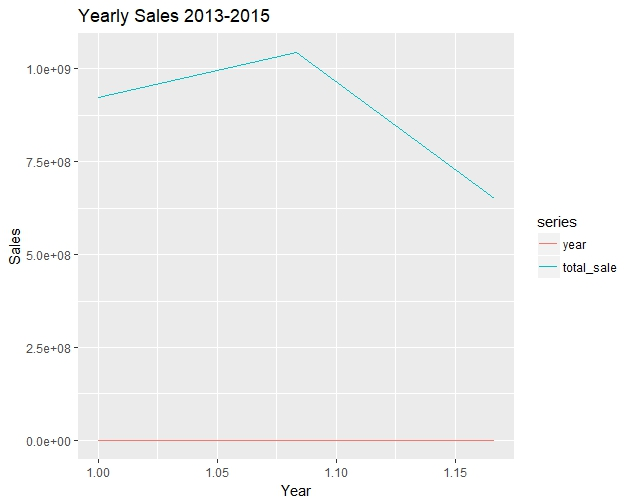 Yearly Sales 2013-2015
1.0e+09
7.5e+08
5.0e+08
2.5e+08
0.0e+00
Sales
1.00 1.05 1.10 1.15
Year
series
year
total_sale